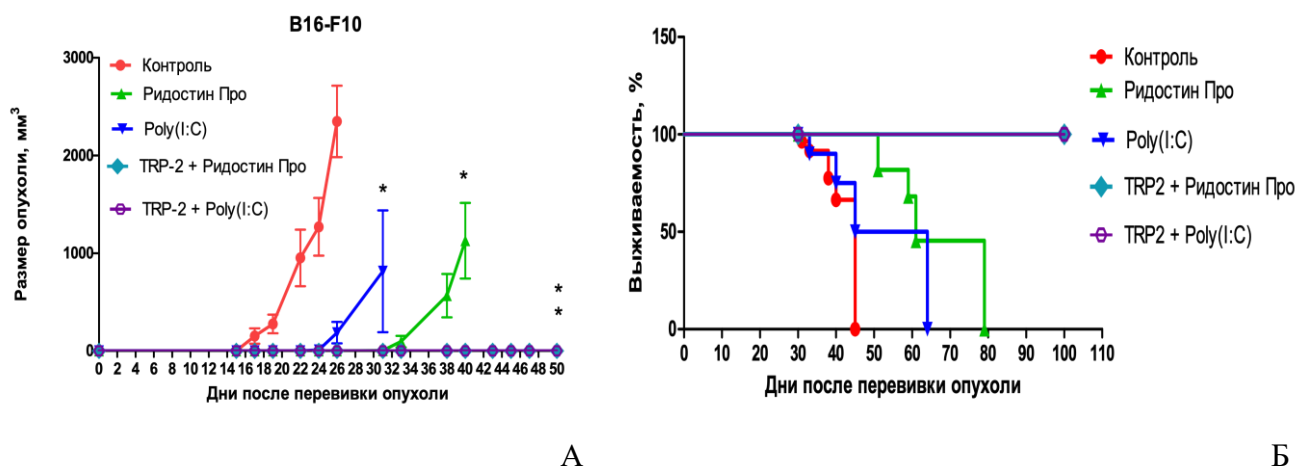 B16-F10
Размер опухоли, мм³
3000
2000
1000
0
Контроль
Ридостин Про
Poly(I:C)
TRP-2 + Ридостин Про
TRP-2 + Poly(I:C)
*
*
*
*
0 2 4 6 8 10 12 14 16 18 20 22 24 26 28 30 32 34 36 38 40 42 44 46 48 50
Дни после перевивки опухоли
А
Выживаемость, %
150
100
50
0
Контроль
Ридостин Про
Poly(I:C)
TRP2 + Ридостин Про
TRP2 + Poly(I:C)
0 10 20 30 40 50 60 70 80 90 100 110
Дни после перевивки опухоли
Б